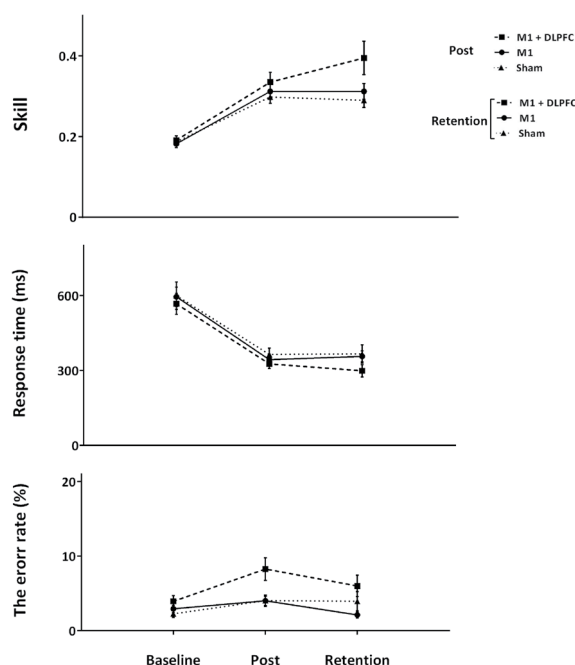 Skill
0.4
0.2
0
Post
M1 + DLPFC
M1
Sham
Retention
M1 + DLPFC
M1
Sham
Response time (ms)
600
300
0
The erorr rate (%)
20
10
0
Baseline Post Retention